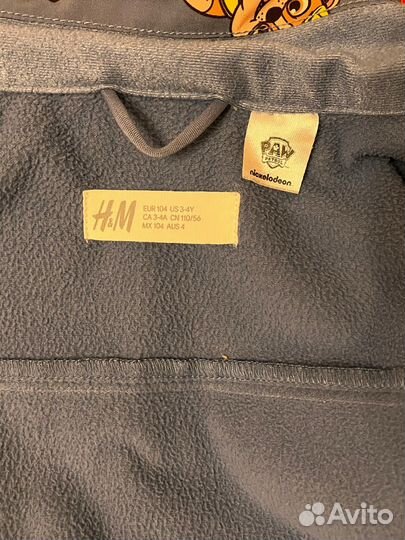 PAW
PATROL
nickelodeon
H&M
EUR 104 US 3-4Y
CA 3-4A CN 110/56
MX 104 AUS 4
Avito